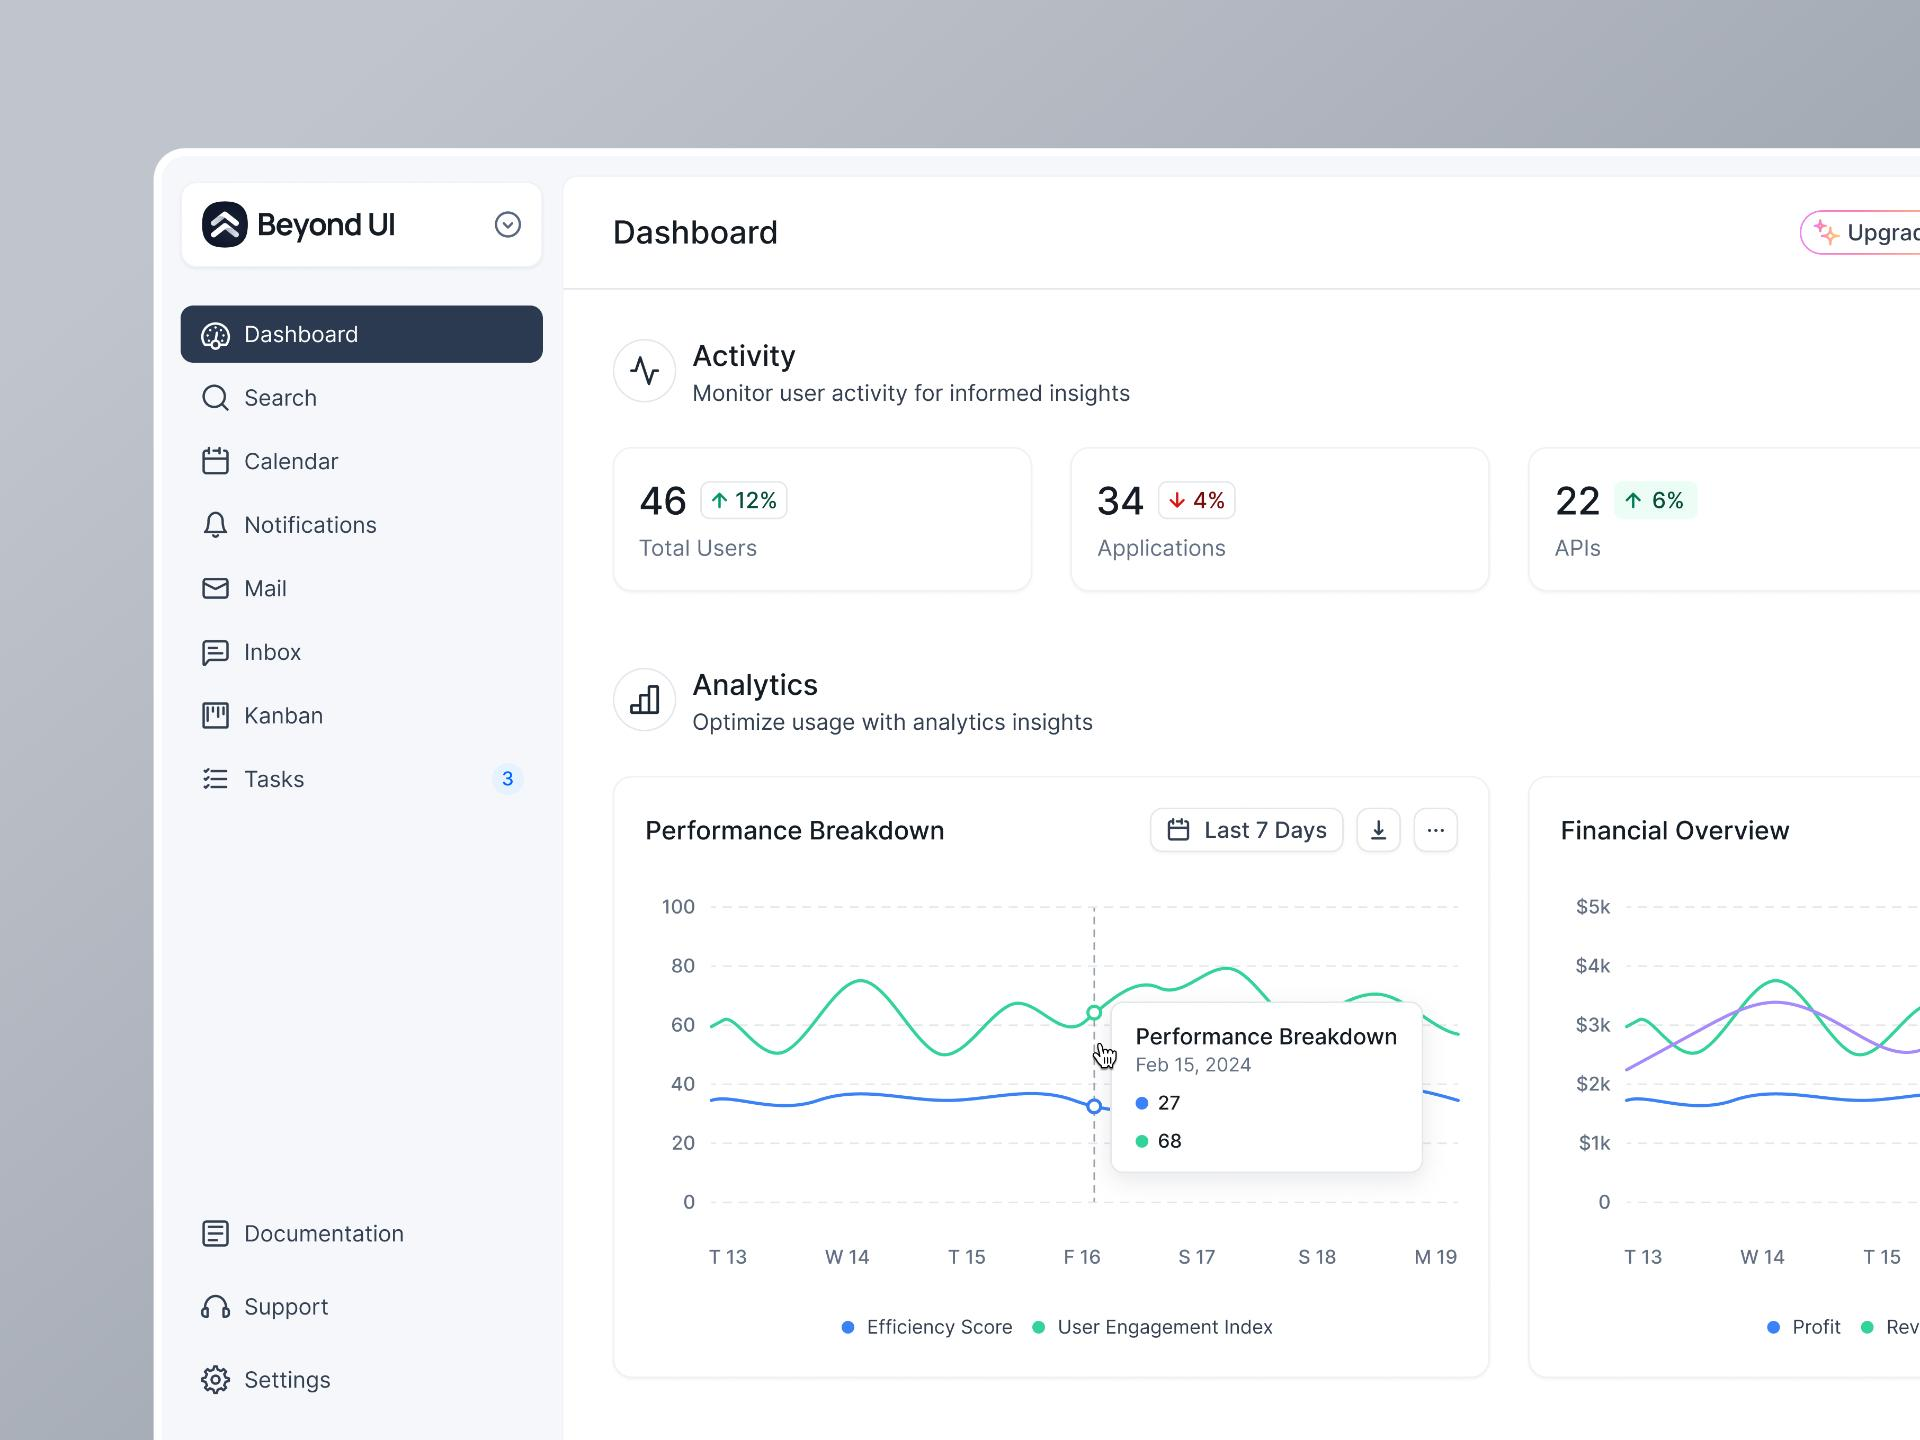 Beyond UI
Dashboard
Search
Calendar
Notifications
Mail
Inbox
Kanban
Tasks 3
Documentation
Support
Settings
Dashboard
Upgrad
Activity
Monitor user activity for informed insights
46 12%
Total Users
34 4%
Applications
22 6%
APIs
Analytics
Optimize usage with analytics insights
Performance Breakdown
Last 7 Days
100
80
60
40
20
0
T 13 W 14 T 15 F 16 S 17 S 18 M 19
Performance Breakdown
Feb 15, 2024
27
68
Efficiency Score User Engagement Index
Financial Overview
$5k
$4k
$3k
$2k
$1k
0
T 13 W 14 T 15
Profit Rev